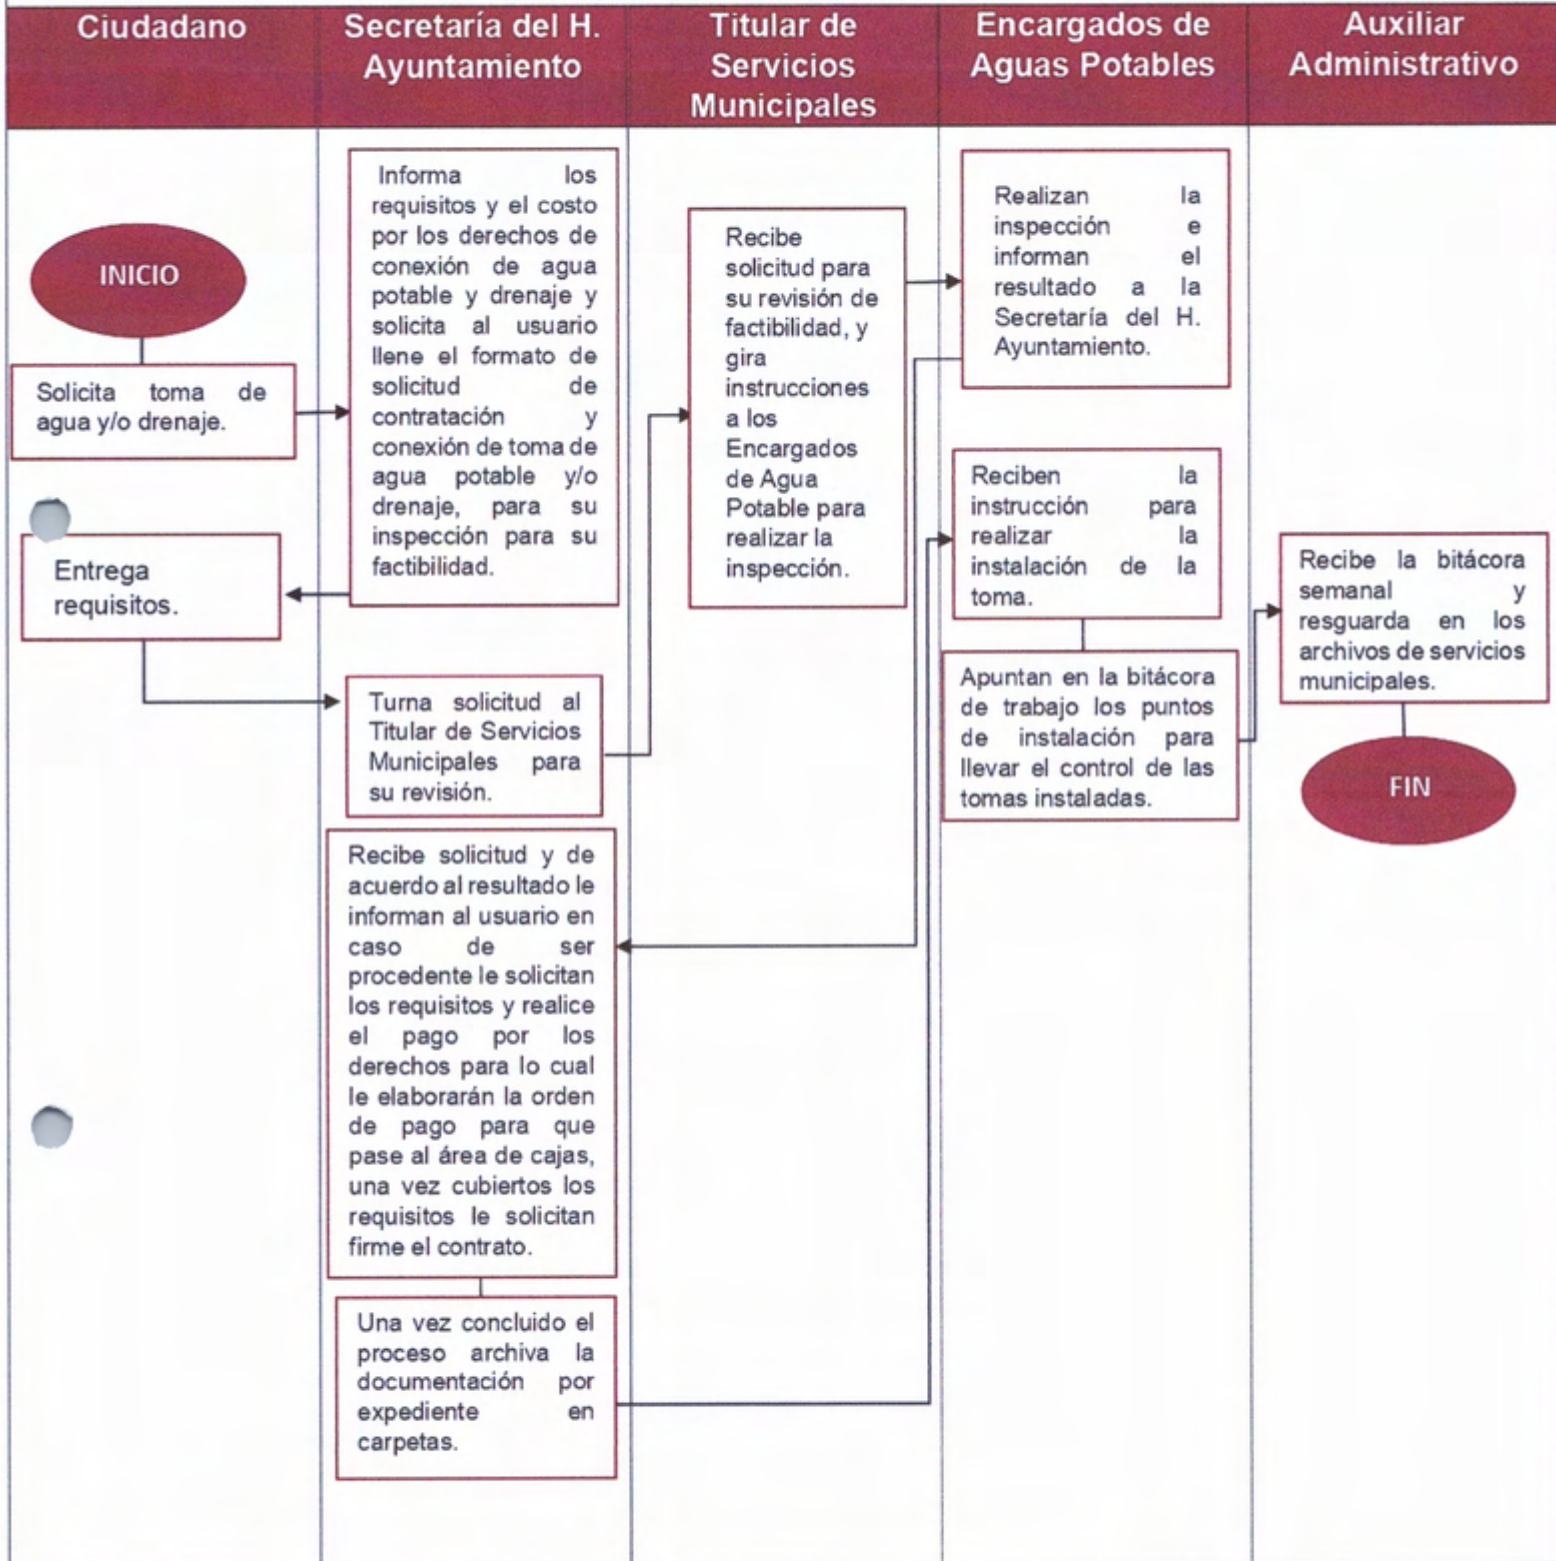 Ciudadano
Secretaría del H.
Ayuntamiento
Titular de
Servicios
Municipales
Encargados de
Aguas Potables
Auxiliar
Administrativo
INICIO
Solicita toma de
agua y/o drenaje.
Entrega
requisitos.
Informa los
requisitos y el costo
por los derechos de
conexión de agua
potable y drenaje y
solicita al usuario
llene el formato de
solicitud de
contratación y
conexión de toma de
agua potable y/o
drenaje, para su
inspección para su
factibilidad.
Turna solicitud al
Titular de Servicios
Municipales para
su revisión.
Recibe solicitud y de
acuerdo al resultado le
informan al usuario en
caso de ser
procedente le solicitan
los requisitos y realice
el pago por los
derechos para lo cual
le elaborarán la orden
de pago para que
pase al área de cajas,
una vez cubiertos los
requisitos le solicitan
firme el contrato.
Una vez concluido el
proceso archiva la
documentación por
expediente en
carpetas.
Recibe
solicitud para
su revisión de
factibilidad, y
gira
instrucciones
a los
Encargados
de Agua
Potable para
realizar la
inspección.
Realizan la
inspección e
informan el
resultado a la
Secretaría del H.
Ayuntamiento.
Reciben la
instrucción para
realizar la
instalación de la
toma.
Apuntan en la bitácora
de trabajo los puntos
de instalación para
llevar el control de las
tomas instaladas.
Recibe la bitácora
semanal y
resguarda en los
archivos de servicios
municipales.
FIN